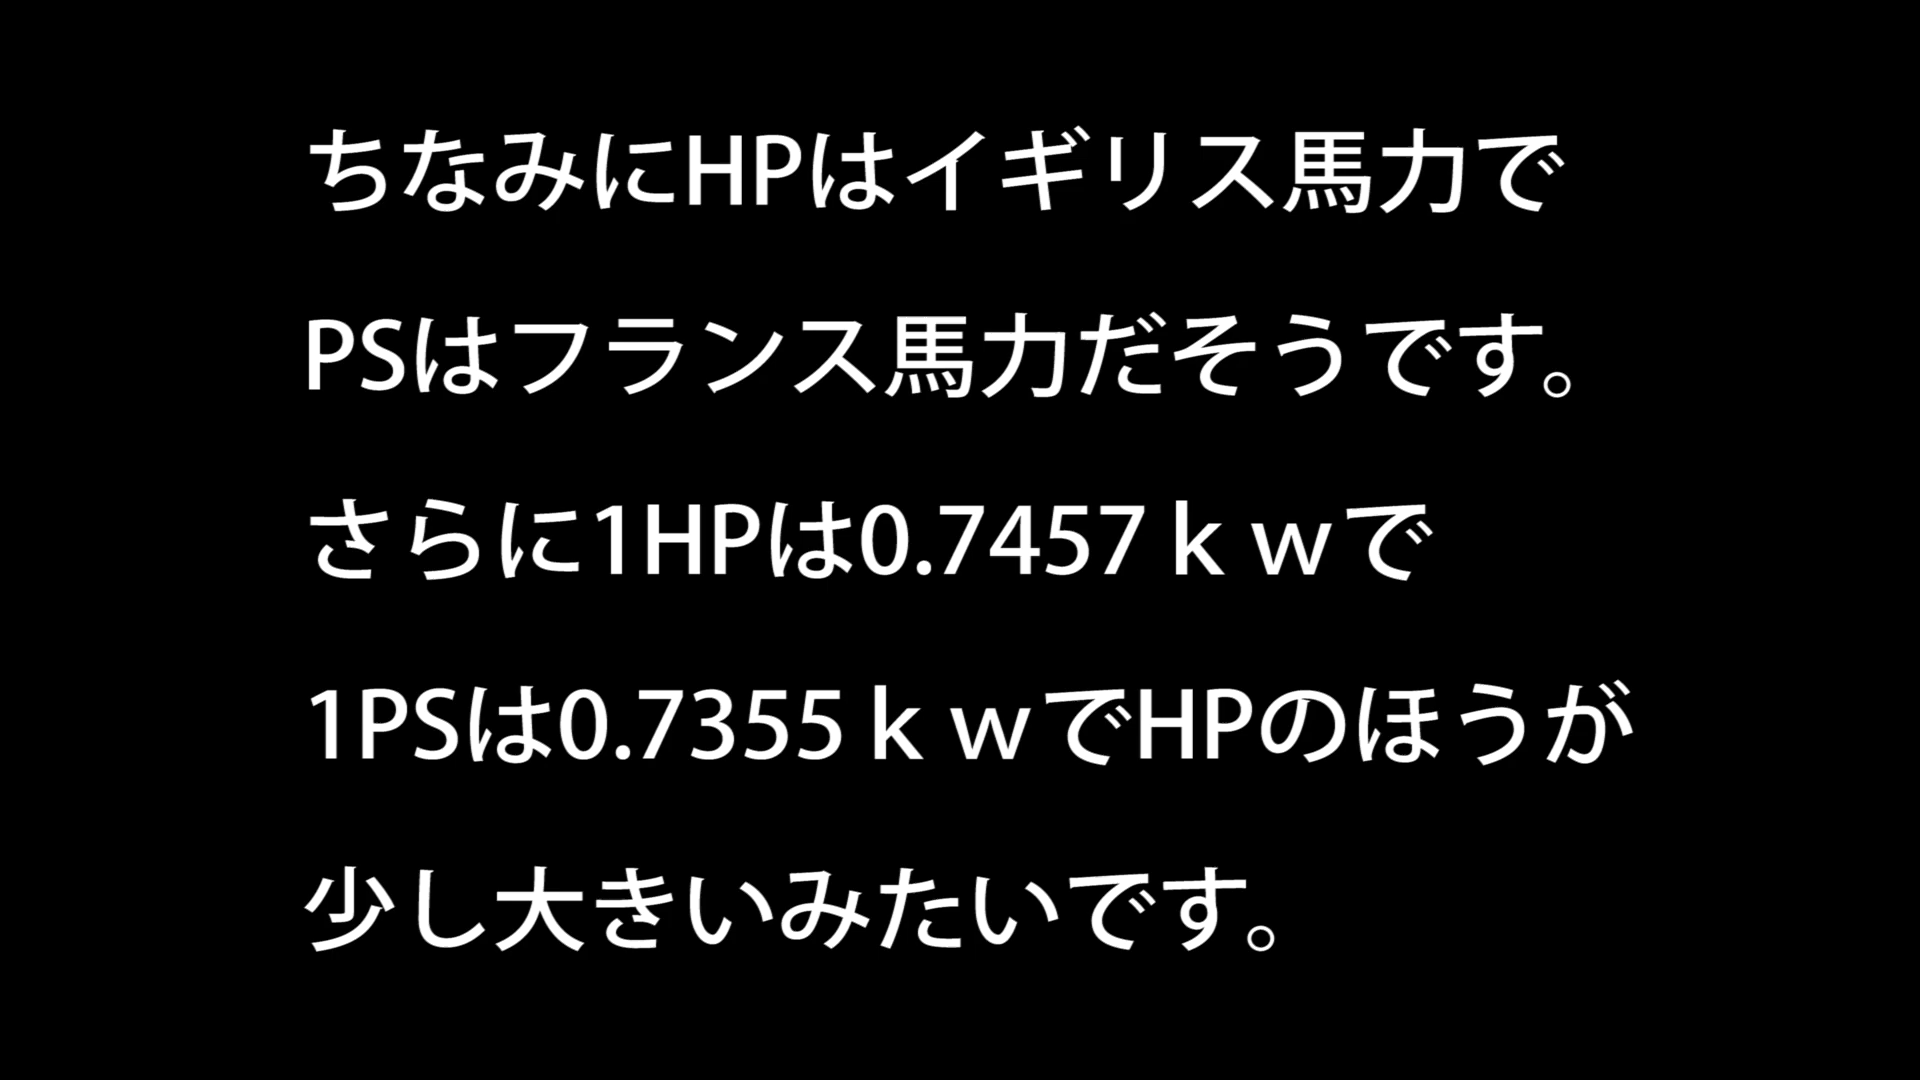 ちなみにHPはイギリス馬力で
PSはフランス馬力だそうです。
さらに1HPは0.7457ｋｗで
1PSは0.7355ｋｗでHPのほうが
少し大きいみたいです。